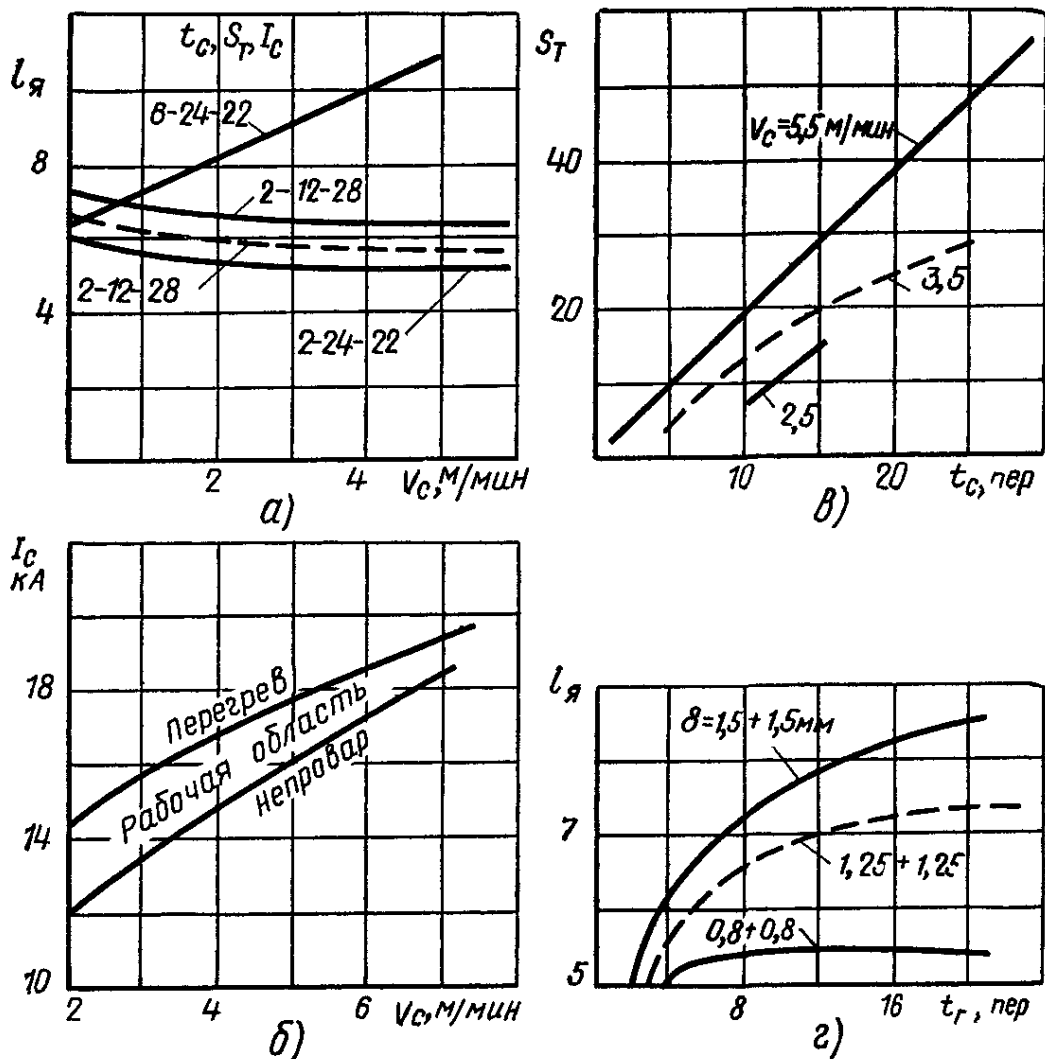 t_c, S_T, I_c
l_я
6-24-22
8
2-12-28
2-12-28
4
2-24-22
2
4
V_c, м/мин
а)
S_T
V_c=5,5 м/мин
40
3,5
20
2,5
10
20
t_c, пер
в)
I_c
кА
18
Перегрев
Рабочая область
Непровар
14
10
2
4
6
V_c, м/мин
б)
l_я
δ=1,5+1,5мм
7
1,25+1,25
0,8+0,8
5
8
16
t_г, пер
г)